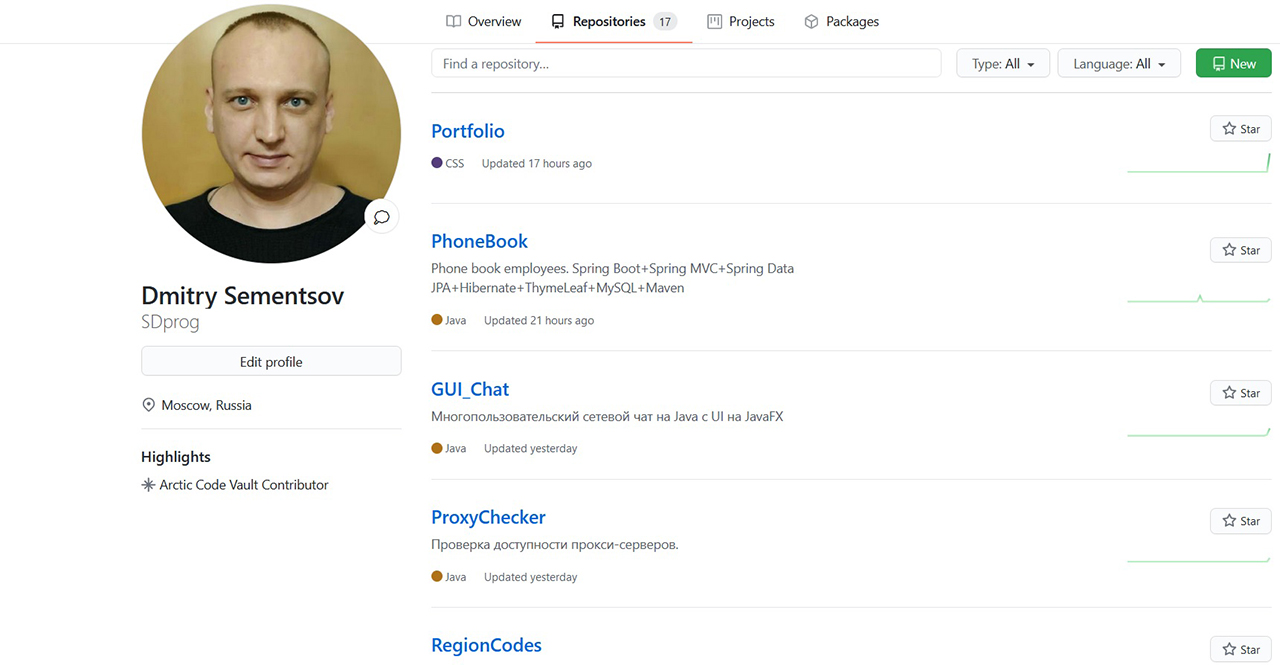 Overview
Repositories 17
Projects
Packages
Find a repository...
Type: All
Language: All
New
Dmitry Sementsov
SDprog
Edit profile
Moscow, Russia
Highlights
Arctic Code Vault Contributor
Portfolio
Star
CSS Updated 17 hours ago
PhoneBook
Star
Phone book employees. Spring Boot+Spring MVC+Spring Data
JPA+Hibernate+ThymeLeaf+MySQL+Maven
Java Updated 21 hours ago
GUI_Chat
Star
Многопользовательский сетевой чат на Java с UI на JavaFX
Java Updated yesterday
ProxyChecker
Star
Проверка доступности прокси-серверов.
Java Updated yesterday
RegionCodes
Star